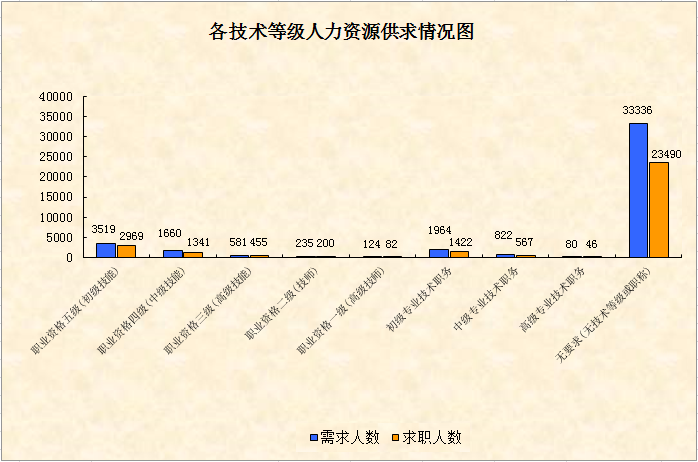 各技术等级人力资源供求情况图
40000
35000
30000
25000
20000
15000
10000
5000
0
3519 2969
1660 1341
581 455
235 200
124 82
1964 1422
822 567
80 46
33336 23490
职业资格五级(初级技能)
职业资格四级(中级技能)
职业资格三级(高级技能)
职业资格二级(技师)
职业资格一级(高级技师)
初级专业技术职务
中级专业技术职务
高级专业技术职务
无要求(无技术等级或职称)
需求人数 求职人数